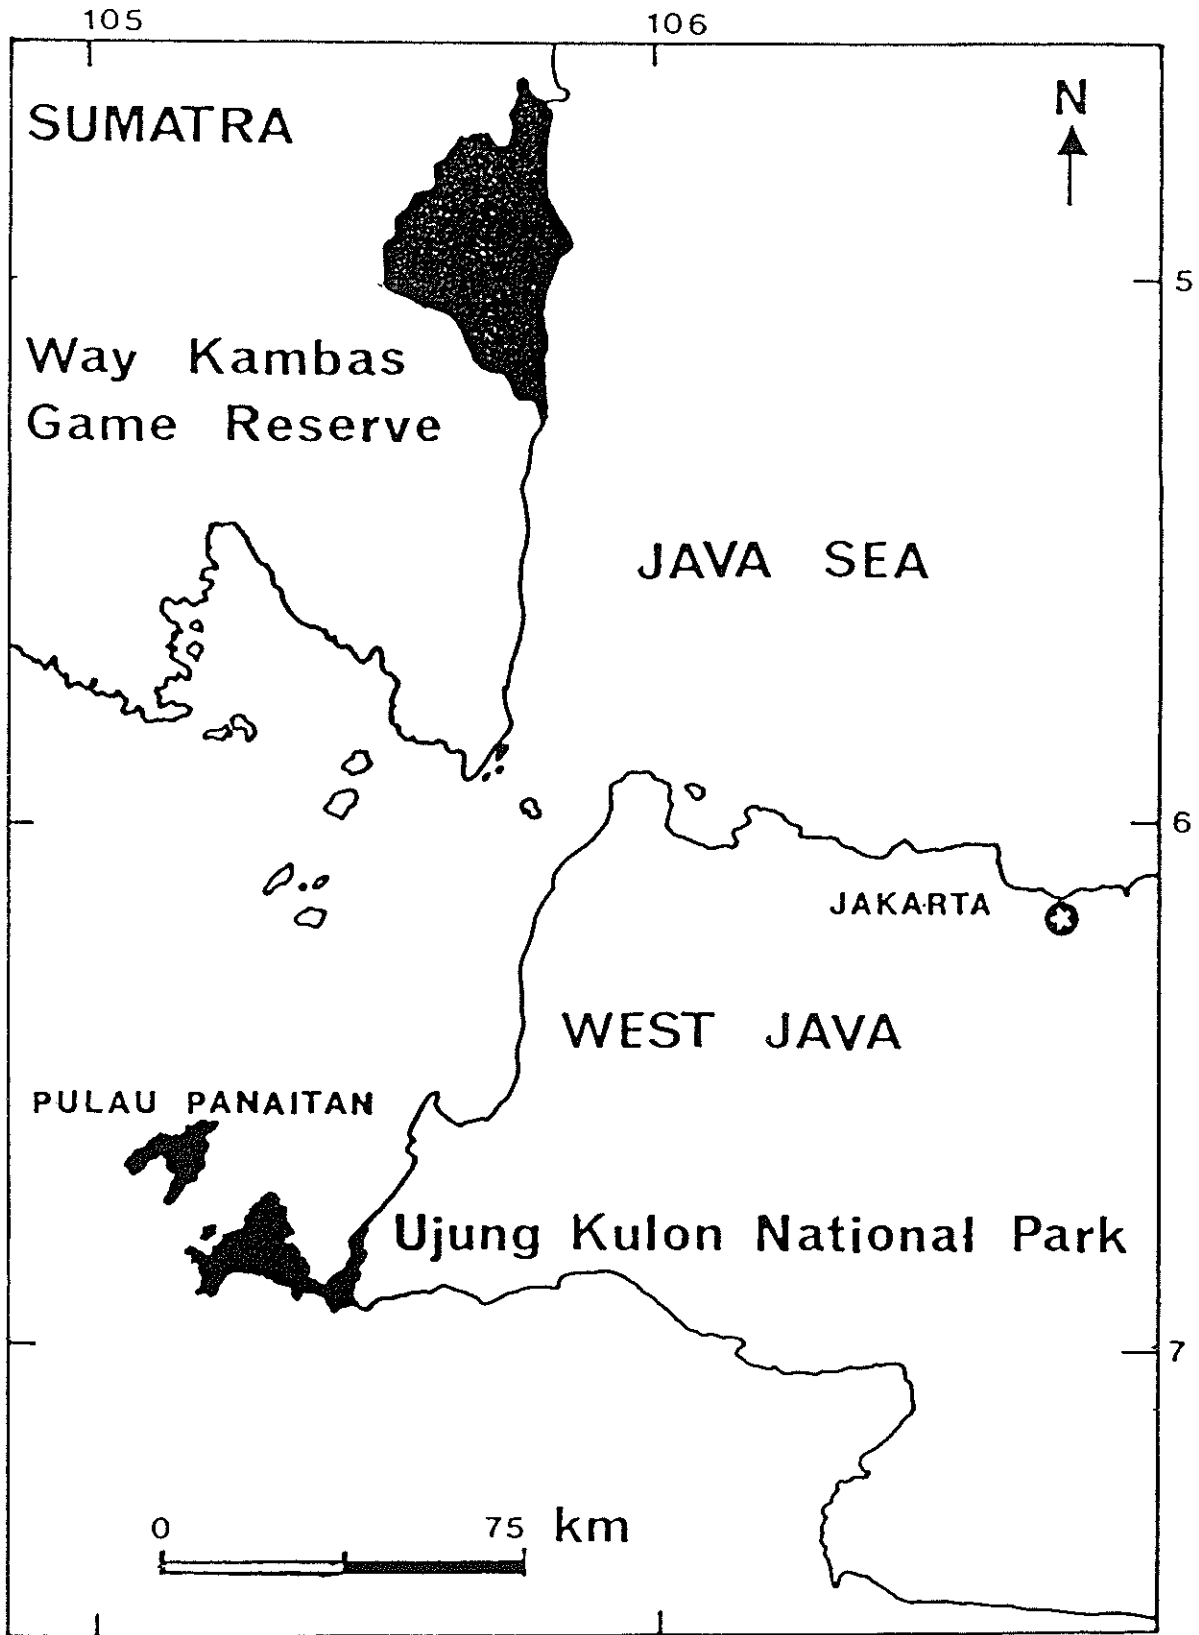 105 106
SUMATRA
N
5
Way Kambas
Game Reserve
JAVA SEA
6
JAKARTA
WEST JAVA
PULAU PANAITAN
Ujung Kulon National Park
7
0 75 km